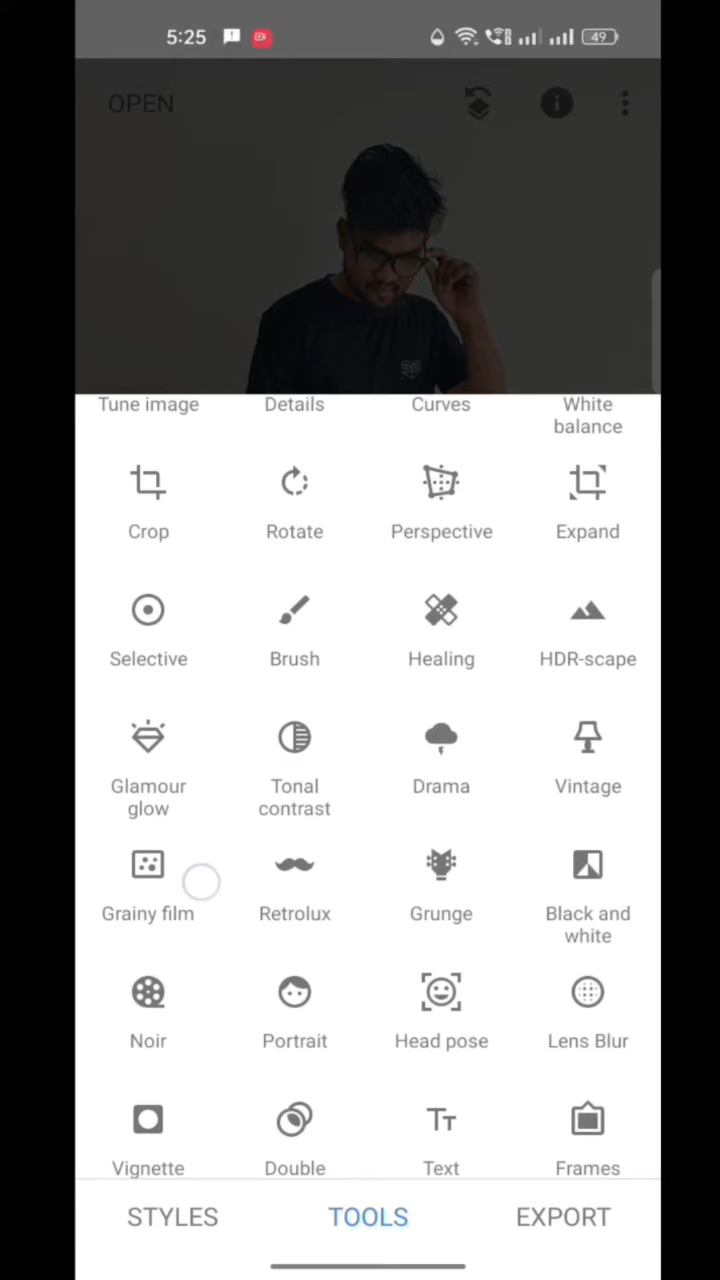 5:25
49
OPEN
Tune image Details Curves White
balance
Crop Rotate Perspective Expand
Selective Brush Healing HDR-scape
Glamour Tonal Drama Vintage
glow contrast
Grainy film Retrolux Grunge Black and
white
Noir Portrait Head pose Lens Blur
Tт
Vignette Double Text Frames
STYLES TOOLS EXPORT